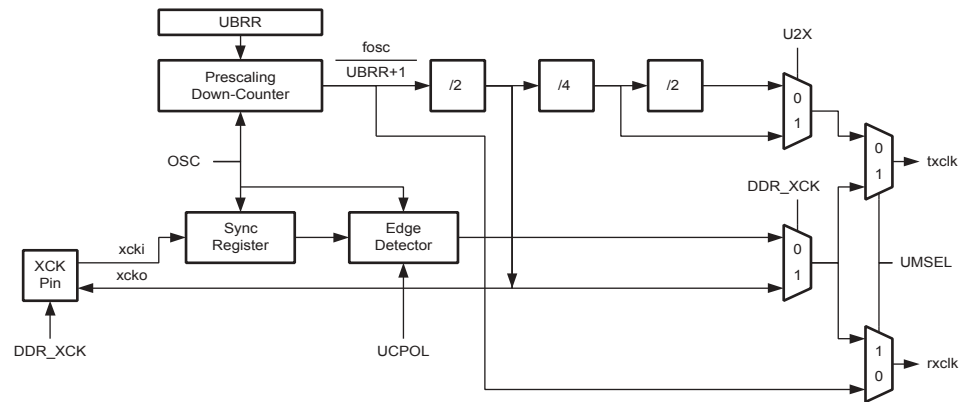 UBRR
fosc
UBRR+1
Prescaling
Down-Counter
/2
/4
/2
U2X
0
1
OSC
0
1
txclk
DDR_XCK
Sync
Register
Edge
Detector
xcki
XCK
Pin
xcko
0
1
UMSEL
DDR_XCK
UCPOL
1
0
rxclk